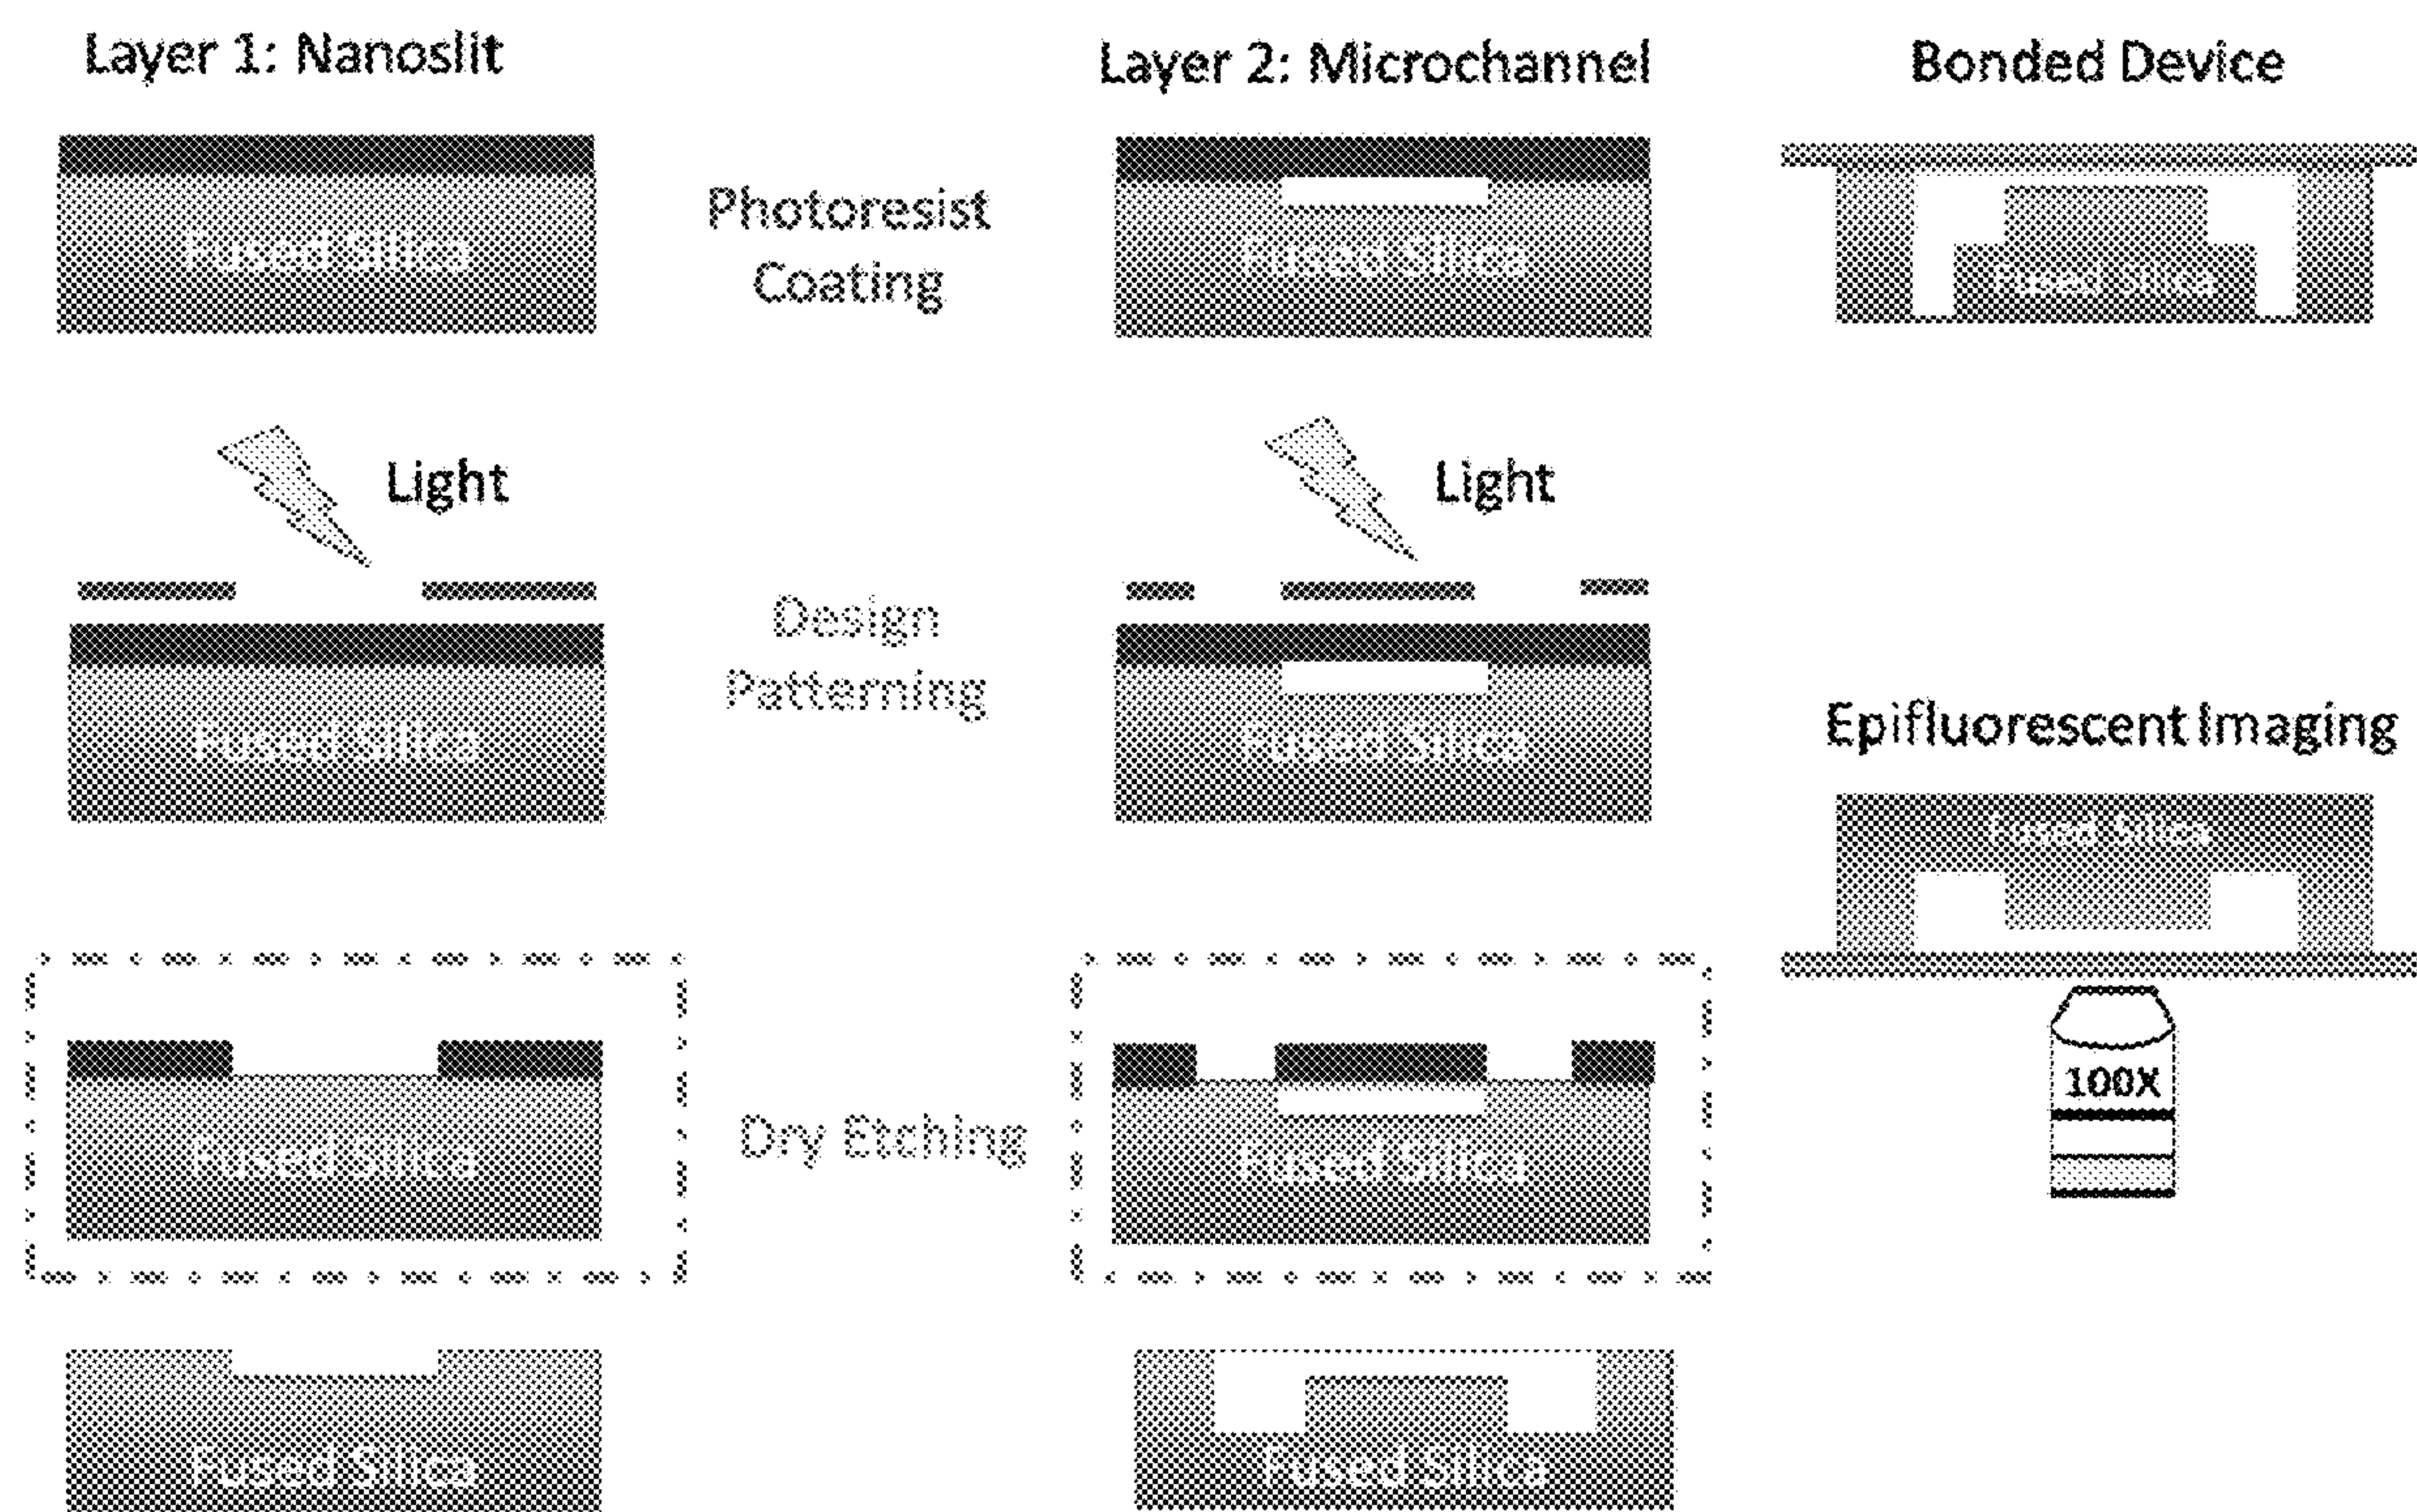 Layer 1: Nanoslit
Fused Silica
Light
Fused Silica
Fused Silica
Fused Silica
Photoresist
Coating
Design
Patterning
Dry Etching
Layer 2: Microchannel
Fused Silica
Light
Fused Silica
Fused Silica
Fused Silica
Bonded Device
Fused Silica
Epifluorescent Imaging
Fused Silica
100X